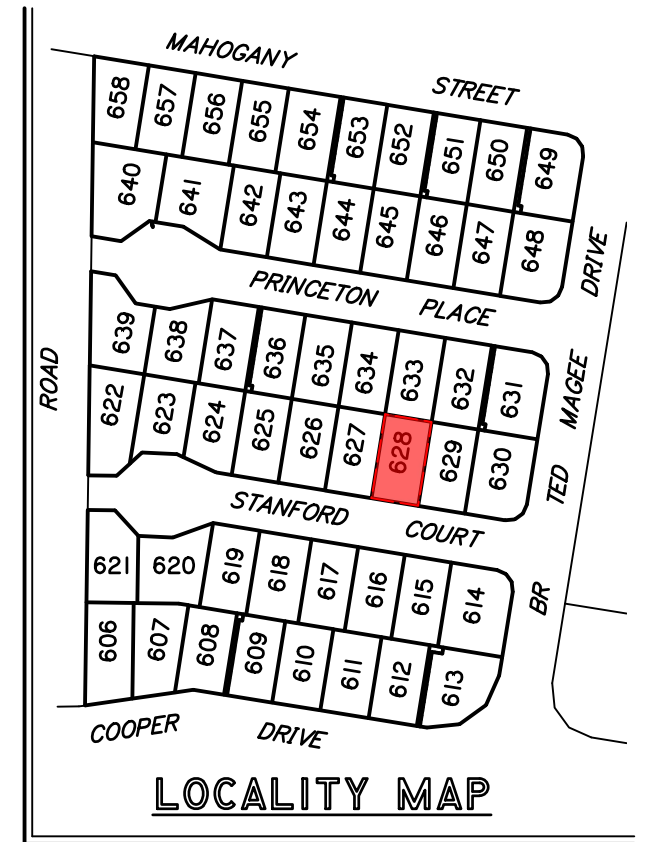 MAHOGANY STREET
658 657 656 655 654 653 652 651 650 649
640 641 642 643 644 645 646 647 648
PRINCETON PLACE
DRIVE
639 638 637 636 635 634 633 632 631
ROAD
MAGEE
622 623 624 625 626 627 628 629 630
TED
STANFORD COURT
621 620 619 618 617 616 615 614
BR
606 607 608 609 610 611 612 613
COOPER DRIVE
LOCALITY MAP